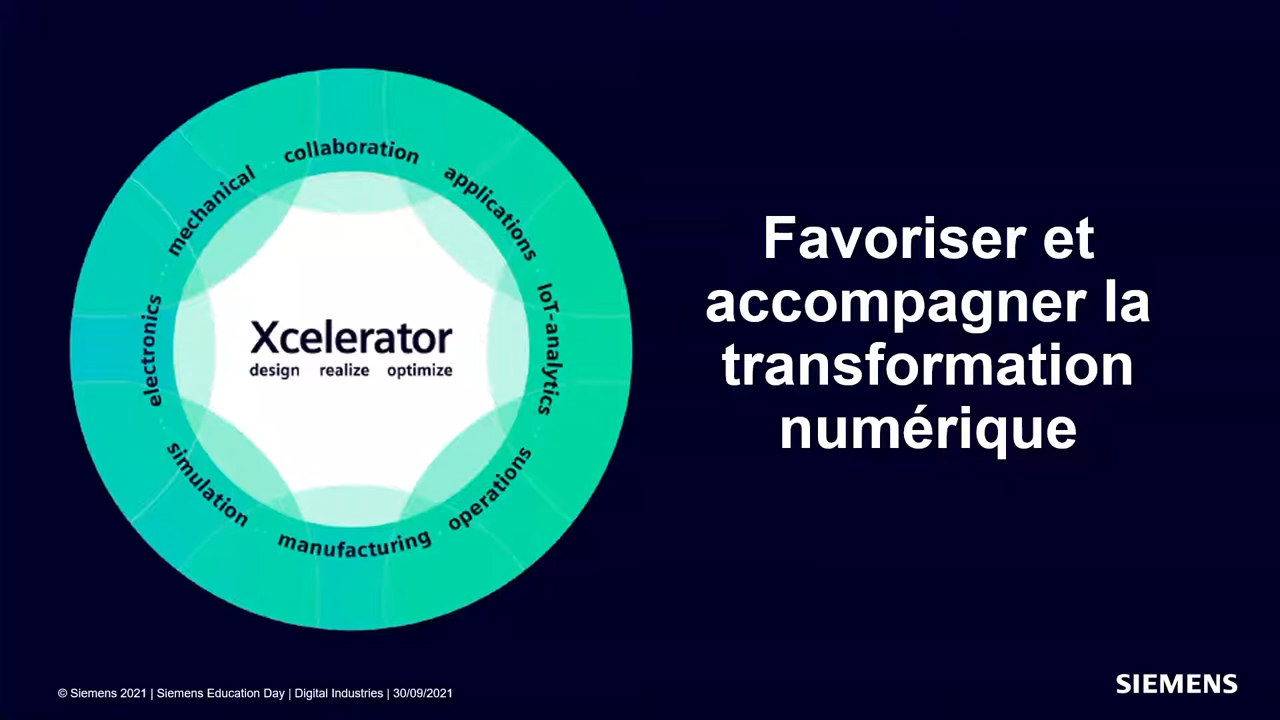 collaboration
applications
IoT-analytics
operations
manufacturing
simulation
electronics
mechanical
Xcelerator
design realize optimize
Favoriser et
accompagner la
transformation
numérique
© Siemens 2021 | Siemens Education Day | Digital Industries | 30/09/2021
SIEMENS